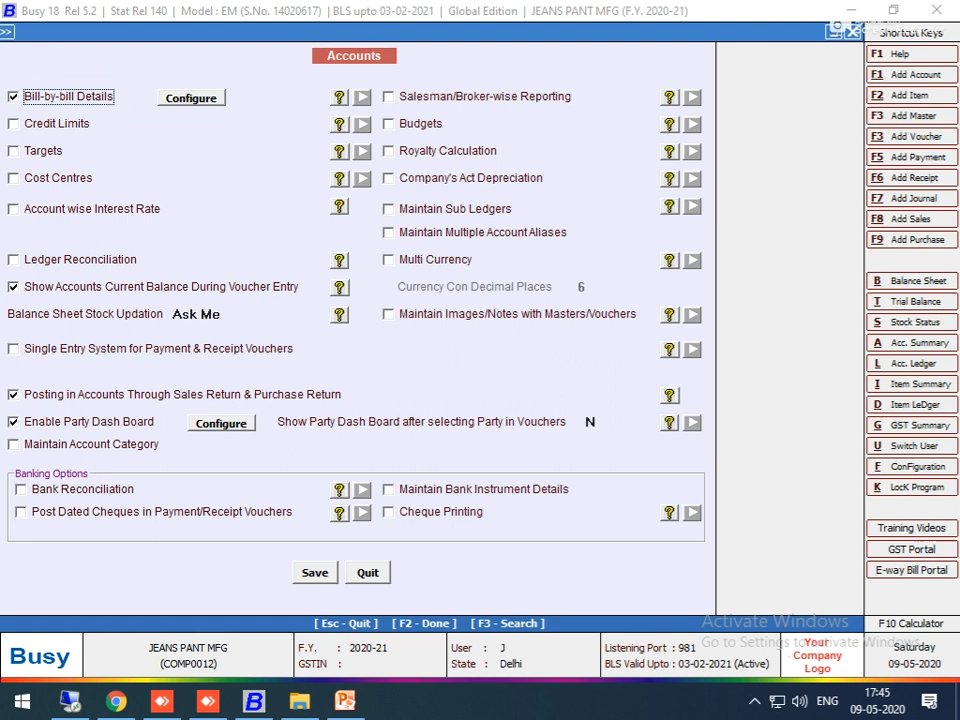 Busy 18 Rel 5.2 | Stat Rel 140 | Model : EM (S.No. 14020617) | BLS upto 03-02-2021 | Global Edition | JEANS PANT MFG (F.Y. 2020-21)
>>
Shortcut Keys
Accounts
Bill-by-bill Details Configure ? Salesman/Broker-wise Reporting ?
Credit Limits ? Budgets ?
Targets ? Royalty Calculation ?
Cost Centres ? Company's Act Depreciation ?
Account wise Interest Rate ? Maintain Sub Ledgers ?
Maintain Multiple Account Aliases
Ledger Reconciliation ? Multi Currency ?
Show Accounts Current Balance During Voucher Entry ? Currency Con Decimal Places 6
Balance Sheet Stock Updation Ask Me ? Maintain Images/Notes with Masters/Vouchers ?
Single Entry System for Payment & Receipt Vouchers ?
Posting in Accounts Through Sales Return & Purchase Return ?
Enable Party Dash Board Configure Show Party Dash Board after selecting Party in Vouchers N ?
Maintain Account Category
Banking Options
Bank Reconciliation ? Maintain Bank Instrument Details
Post Dated Cheques in Payment/Receipt Vouchers ? Cheque Printing ?
Save Quit
F1 Help
F1 Add Account
F2 Add Item
F3 Add Master
F3 Add Voucher
F5 Add Payment
F6 Add Receipt
F7 Add Journal
F8 Add Sales
F9 Add Purchase
B Balance Sheet
T Trial Balance
S Stock Status
A Acc. Summary
L Acc. Ledger
I Item Summary
D Item LeDger
G GST Summary
U Switch User
F ConFiguration
K LocK Program
Training Videos
GST Portal
E-way Bill Portal
[ Esc - Quit ] [ F2 - Done ] [ F3 - Search ]
F10 Calculator
Activate Windows
Go to Settings to activate Windows.
Busy
JEANS PANT MFG
(COMP0012)
F.Y. : 2020-21
GSTIN :
User : J
State : Delhi
Listening Port : 981
BLS Valid Upto : 03-02-2021 (Active)
Your
Company
Logo
Saturday
09-05-2020
B ENG 17:45
09-05-2020